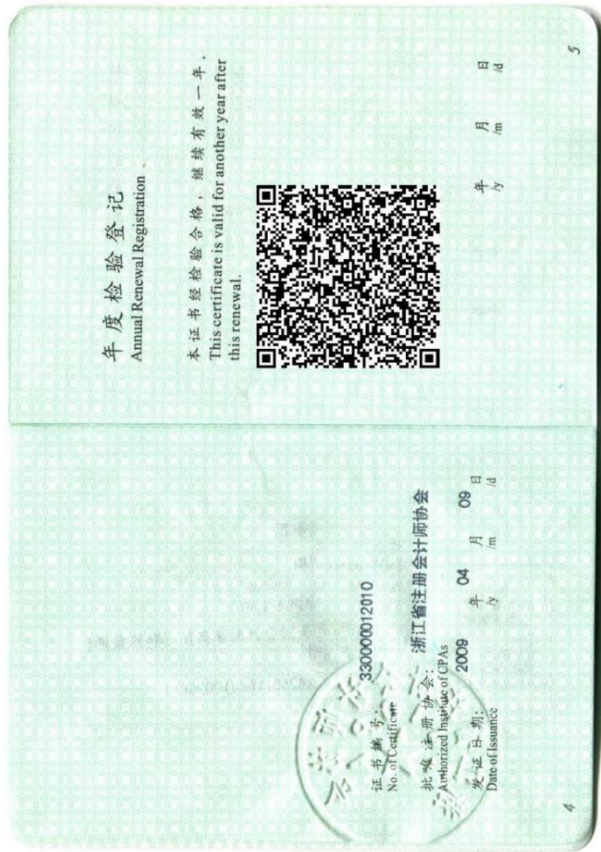 证书编号:
No. of Certificate
330000012010
批准注册协会:
Authorized Institute of CPAs
浙江省注册会计师协会
发证日期:
Date of Issuance
2009 年 04 月 09 日
/y /m /d
4
年度检验登记
Annual Renewal Registration
本证书经检验合格，继续有效一年。
This certificate is valid for another year after
this renewal.
年 月 日
/y /m /d
5